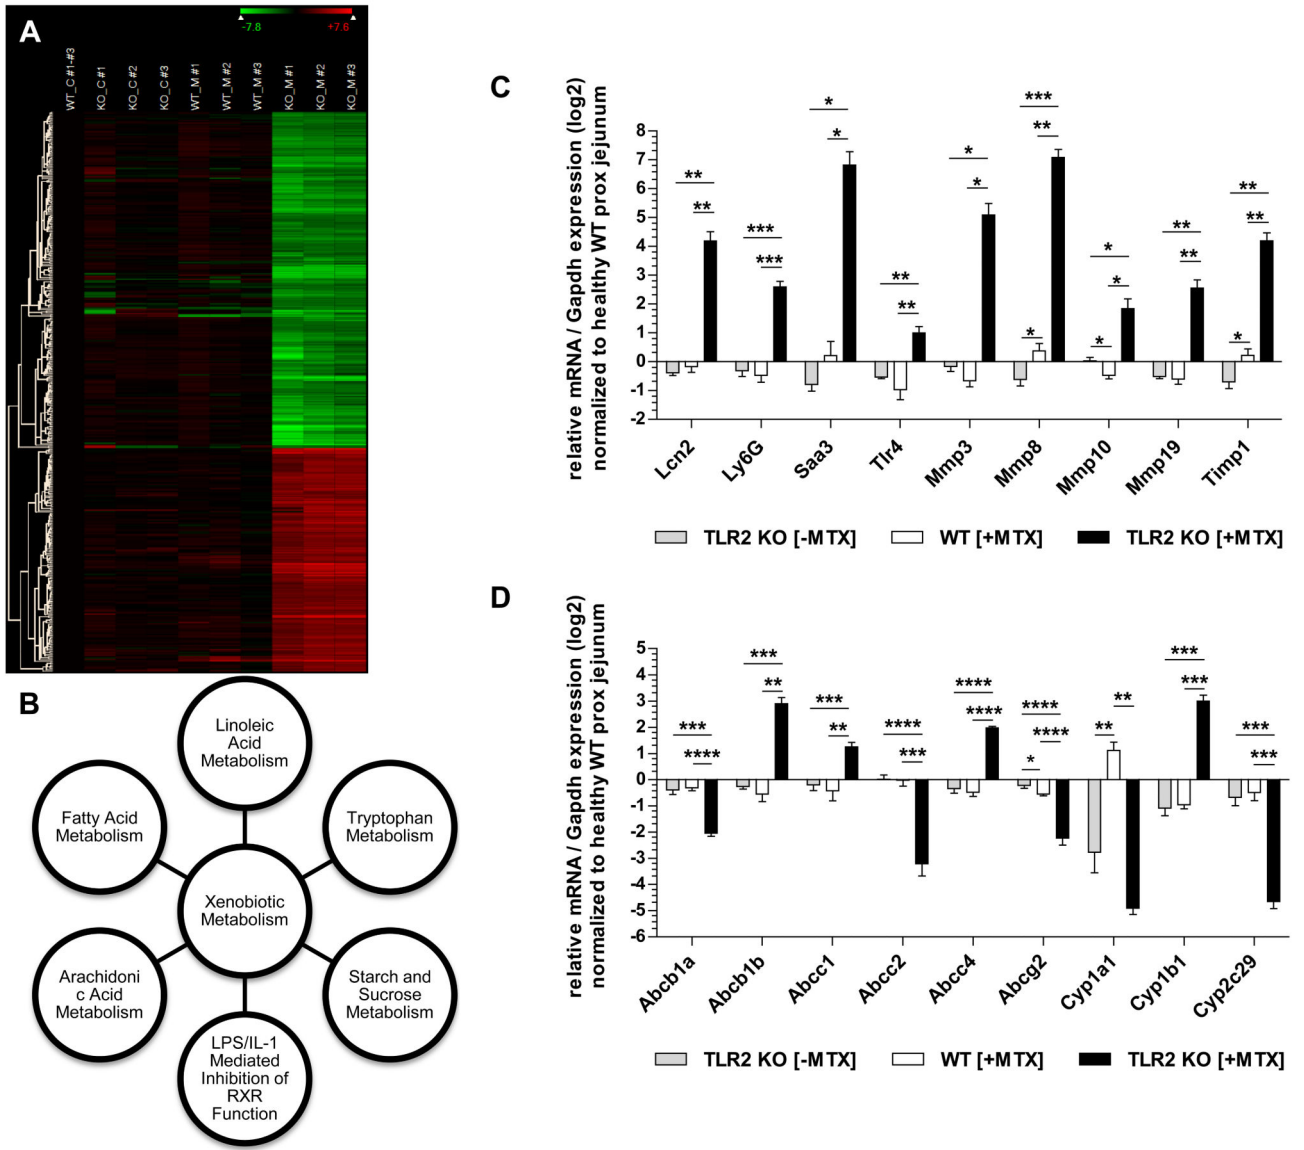 A
-7.8
+7.6
WT_C #1-#3
KO_C #1
KO_C #2
KO_C #3
WT_M #1
WT_M #2
WT_M #3
KO_M #1
KO_M #2
KO_M #3
B
Linoleic
Acid
Metabolism
Fatty Acid
Metabolism
Tryptophan
Metabolism
Xenobiotic
Metabolism
Arachidoni
c Acid
Metabolism
Starch and
Sucrose
Metabolism
LPS/IL-1
Mediated
Inhibition of
RXR
Function
C
relative mRNA / Gapdh expression (log2)
normalized to healthy WT prox jejunum
8
7
6
5
4
3
2
1
0
-1
-2
** ** *** *** * * ** ** * * *** ** * * * * ** ** ** ** *
Lcn2
Ly6G
Saa3
Tlr4
Mmp3
Mmp8
Mmp10
Mmp19
Timp1
TLR2 KO [-MTX] WT [+MTX] TLR2 KO [+MTX]
D
relative mRNA / Gapdh expression (log2)
normalized to healthy WT prox jejunum
5
4
3
2
1
0
-1
-2
-3
-4
-5
-6
*** **** *** ** *** ** **** *** **** **** **** **** * ** ** *** *** *** ***
Abcb1a
Abcb1b
Abcc1
Abcc2
Abcc4
Abcg2
Cyp1a1
Cyp1b1
Cyp2c29
TLR2 KO [-MTX] WT [+MTX] TLR2 KO [+MTX]